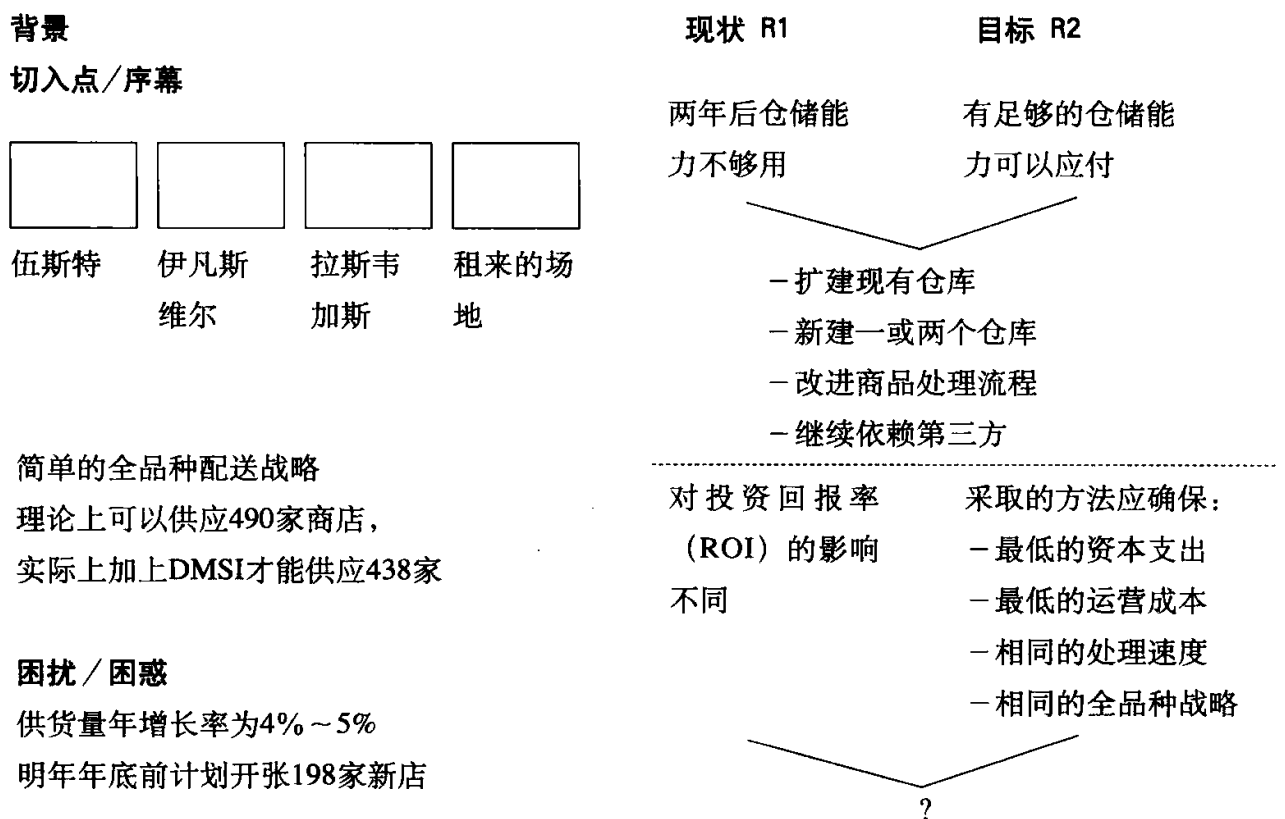 背景
切入点/序幕
伍斯特
伊凡斯
维尔
拉斯韦
加斯
租来的场
地
简单的全品种配送战略
理论上可以供应490家商店，
实际上加上DMSI才能供应438家
困扰/困惑
供货量年增长率为4%～5%
明年年底前计划开张198家新店
现状 R1
目标 R2
两年后仓储能
力不够用
有足够的仓储能
力可以应付
－扩建现有仓库
－新建一或两个仓库
－改进商品处理流程
－继续依赖第三方
对投资回报率
（ROI）的影响
不同
采取的方法应确保：
－最低的资本支出
－最低的运营成本
－相同的处理速度
－相同的全品种战略
？